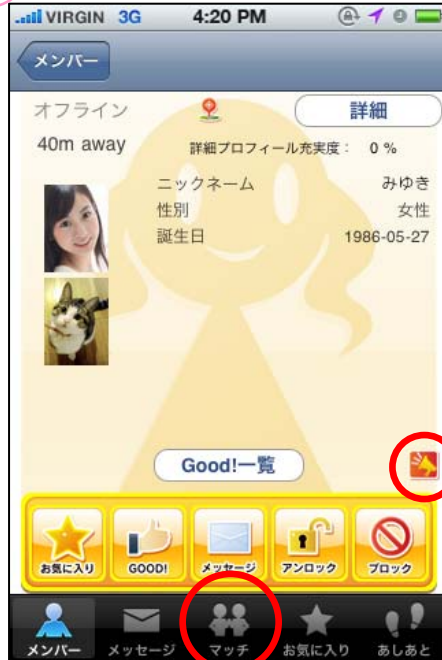 VIRGIN 3G 4:20 PM
メンバー
オフライン 詳細
40m away 詳細プロフィール充実度： 0 %
ニックネーム みゆき
性別 女性
誕生日 1986-05-27
Good!一覧
お気に入り GOOD! メッセージ アンロック ブロック
メンバー メッセージ マッチ お気に入り あしあと